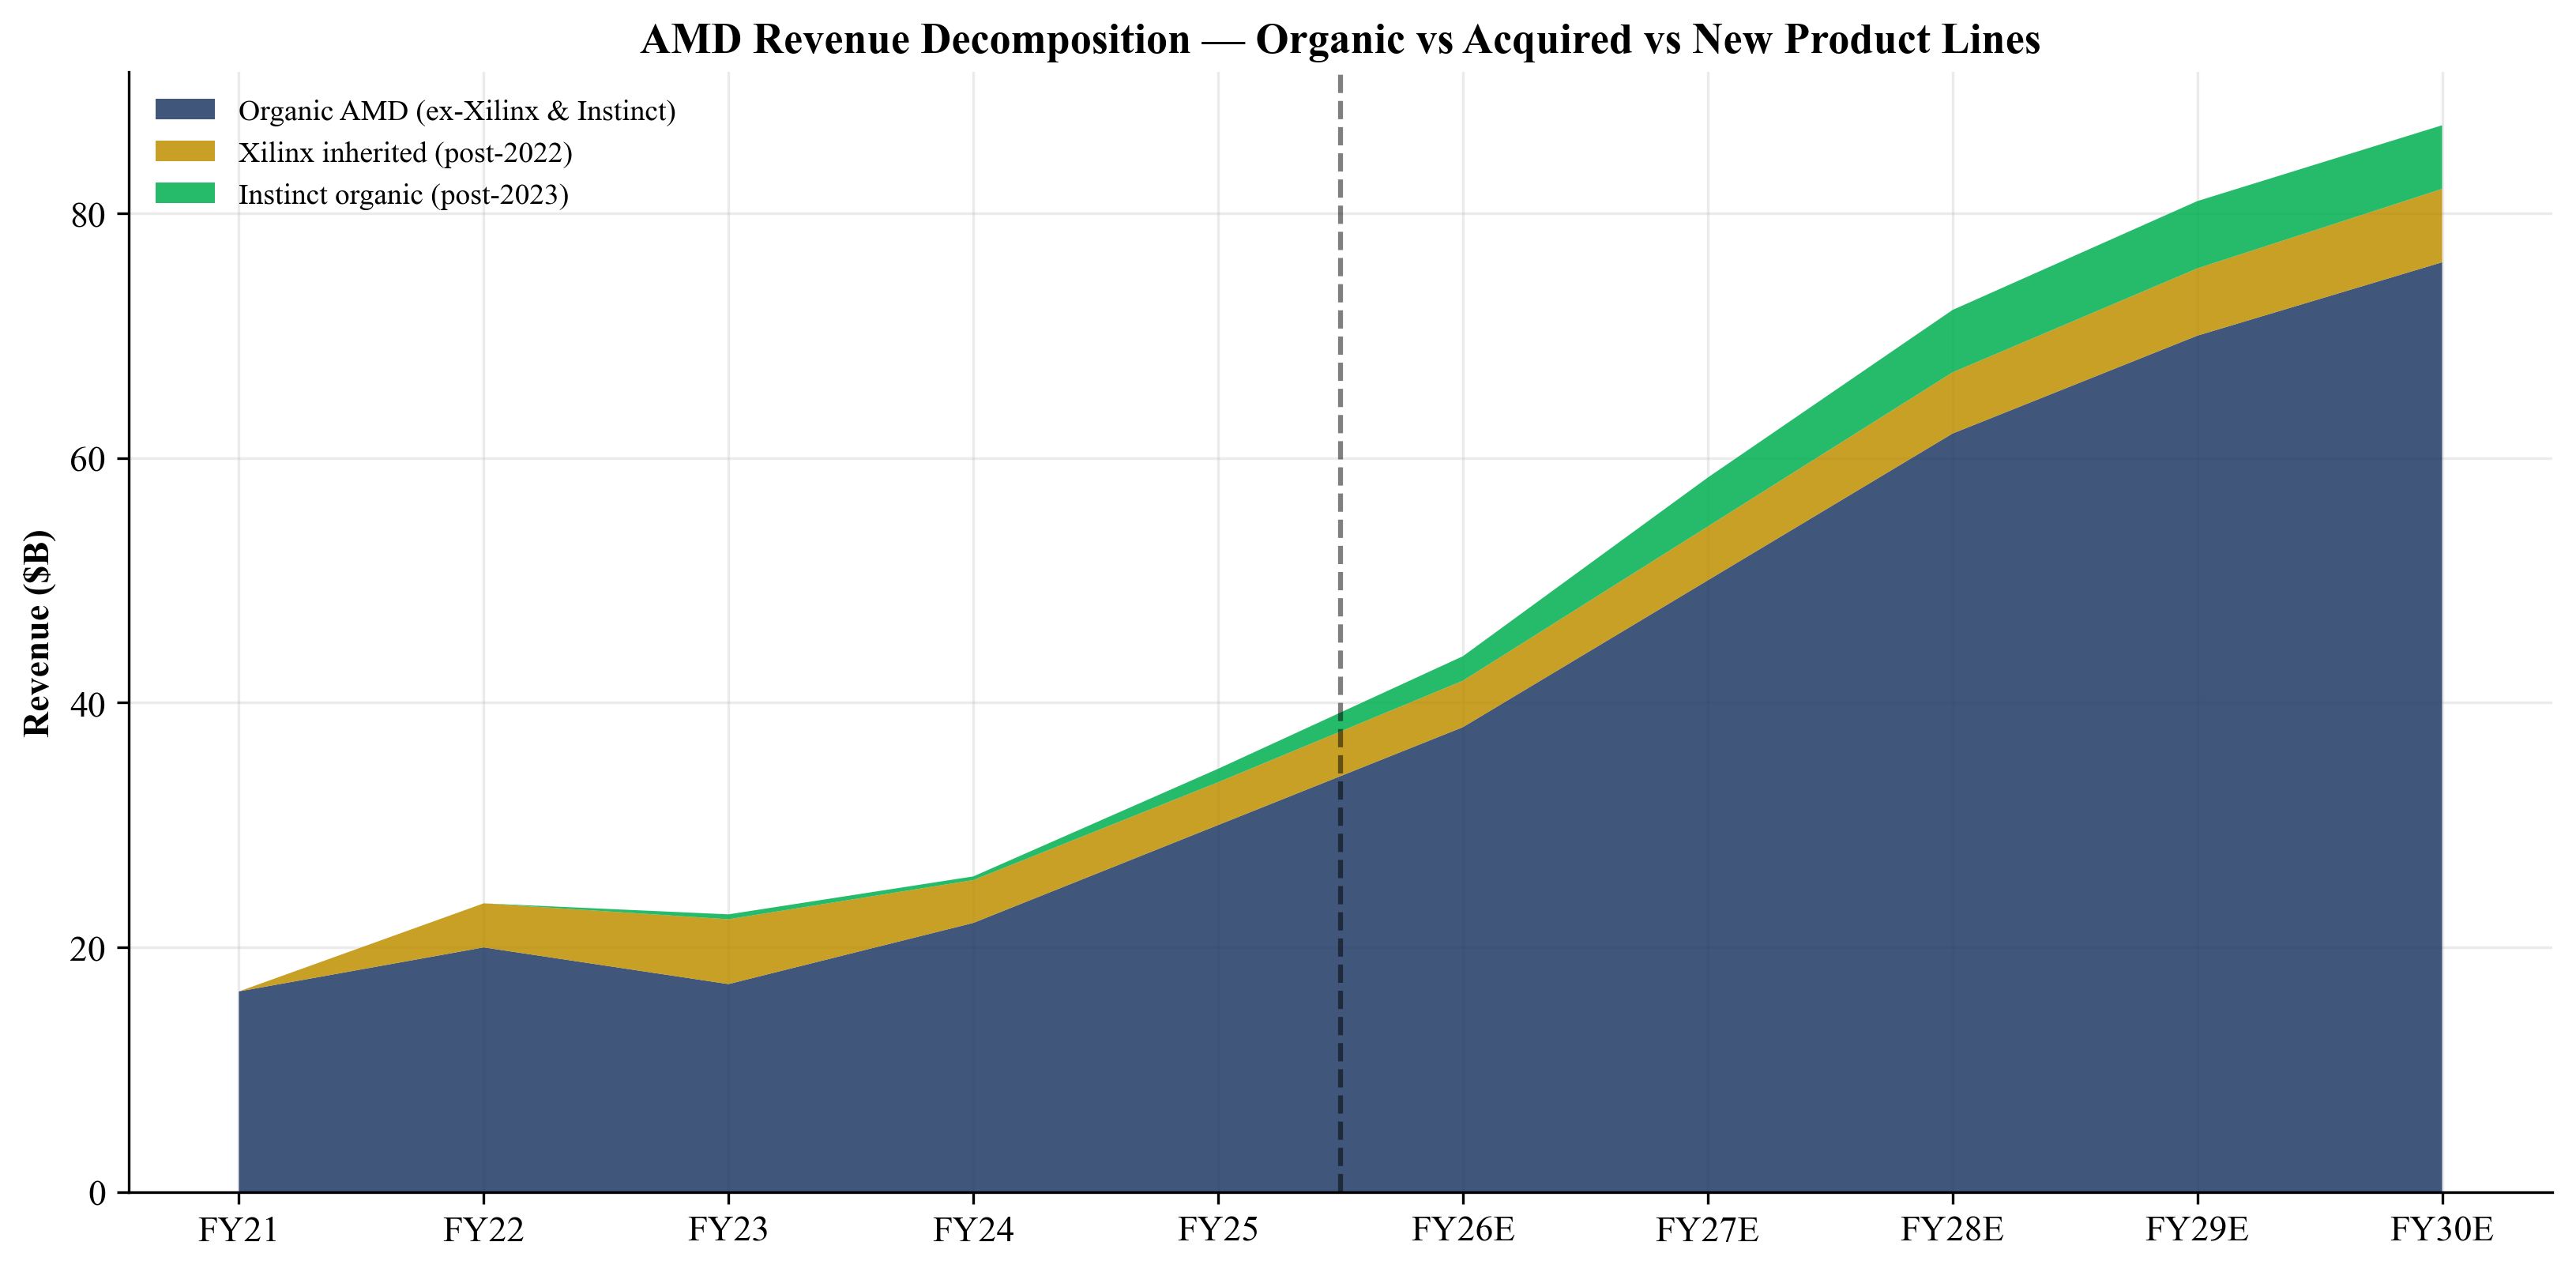 AMD Revenue Decomposition — Organic vs Acquired vs New Product Lines
Organic AMD (ex-Xilinx & Instinct)
Xilinx inherited (post-2022)
Instinct organic (post-2023)
Revenue ($B)
80
60
40
20
0
FY21 FY22 FY23 FY24 FY25 FY26E FY27E FY28E FY29E FY30E